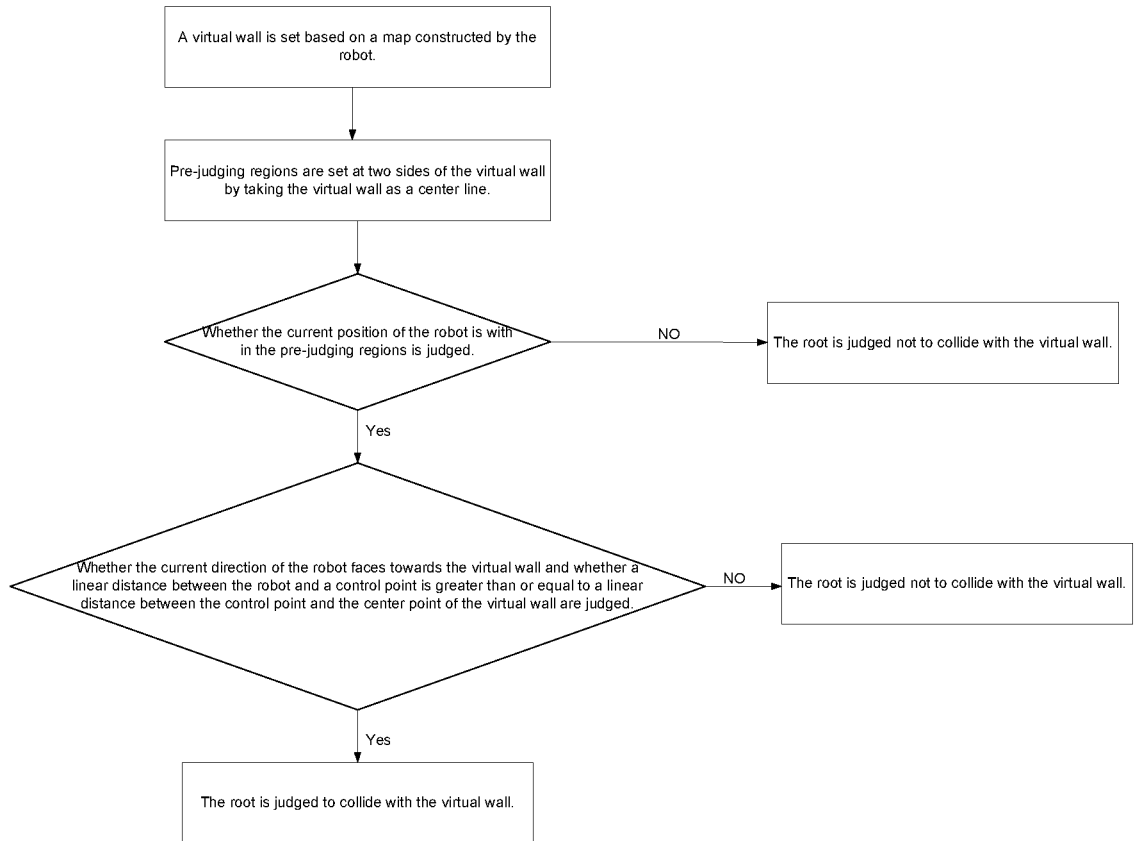 A virtual wall is set based on a map constructed by the
robot.
Pre-judging regions are set at two sides of the virtual wall
by taking the virtual wall as a center line.
Whether the current position of the robot is with
in the pre-judging regions is judged.
NO
The root is judged not to collide with the virtual wall.
Yes
Whether the current direction of the robot faces towards the virtual wall and whether a
linear distance between the robot and a control point is greater than or equal to a linear
distance between the control point and the center point of the virtual wall are judged.
NO
The root is judged not to collide with the virtual wall.
Yes
The root is judged to collide with the virtual wall.